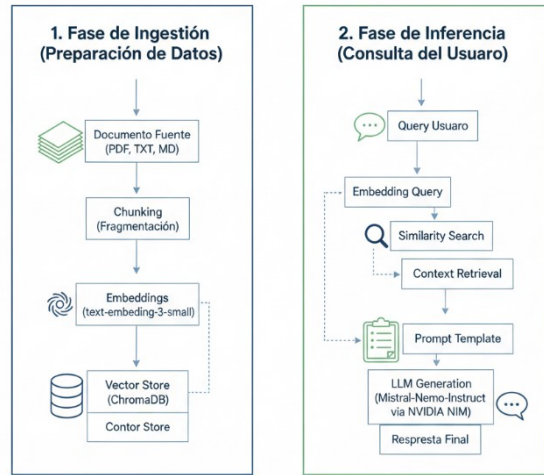 1. Fase de Ingestión
(Preparación de Datos)
Documento Fuente
(PDF, TXT, MD)
Chunking
(Fragmentación)
Embeddings
(text-embeding-3-small)
Vector Store
(ChromaDB)
Contor Store
2. Fase de Inferencia
(Consulta del Usuaro)
Query Usuaro
Embedding Query
Similarity Search
Context Retrieval
Prompt Template
LLM Generation
(Mistral-Nemo-Instruct
via NVIDIA NIM)
Respresta Final